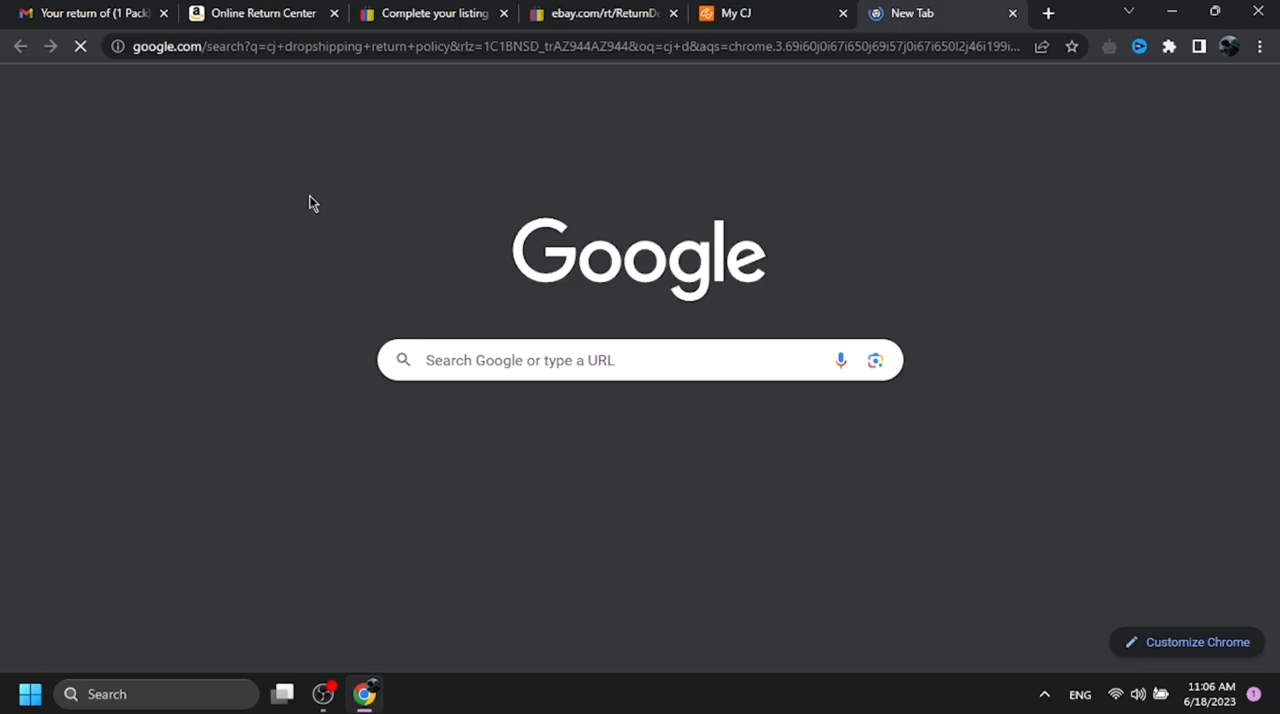 Your return of (1 Pack)
Online Return Center
Complete your listing
ebay.com/rt/ReturnDe
My CJ
New Tab
google.com/search?q=cj+dropshipping+return+policy&rlz=1C1BNSD_trAZ944AZ944&oq=cj+d&aqs=chrome.3.69i60j0i67i650j69i57j0i67i650l2j46i199i...
Google
Search Google or type a URL
Customize Chrome
Search
ENG
11:06 AM
6/18/2023
1